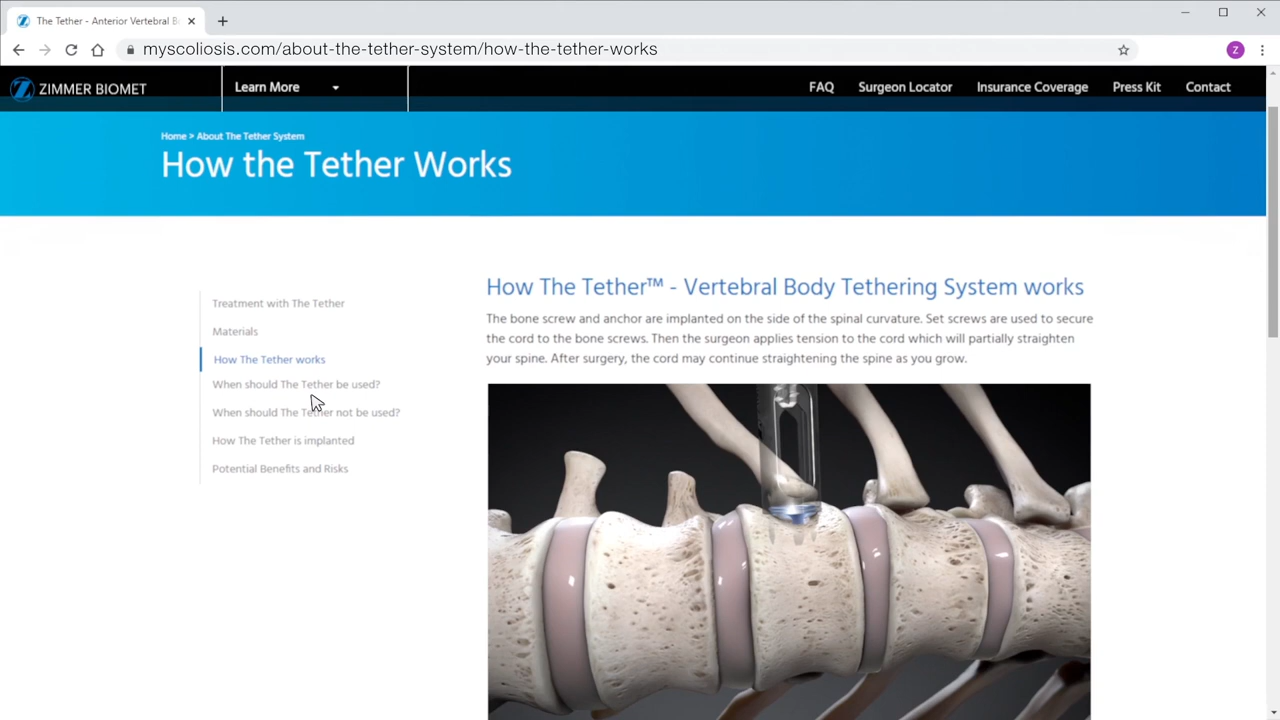 The Tether - Anterior Vertebral B
myscoliosis.com/about-the-tether-system/how-the-tether-works
Z
ZIMMER BIOMET
Learn More
FAQ
Surgeon Locator
Insurance Coverage
Press Kit
Contact
Home > About The Tether System
How the Tether Works
Treatment with The Tether
Materials
How The Tether works
When should The Tether be used?
When should The Tether not be used?
How The Tether is implanted
Potential Benefits and Risks
How The Tether™ - Vertebral Body Tethering System works
The bone screw and anchor are implanted on the side of the spinal curvature. Set screws are used to secure
the cord to the bone screws. Then the surgeon applies tension to the cord which will partially straighten
your spine. After surgery, the cord may continue straightening the spine as you grow.